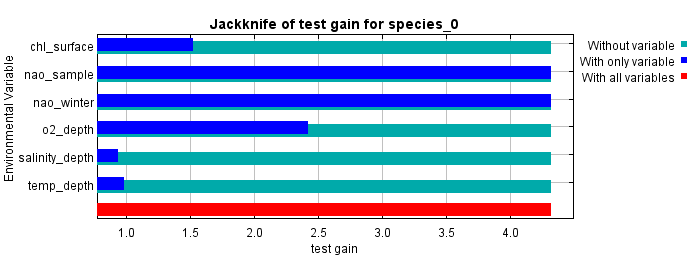 Jackknife of test gain for species_0
Environmental Variable
chl_surface
nao_sample
nao_winter
o2_depth
salinity_depth
temp_depth
1.0 1.5 2.0 2.5 3.0 3.5 4.0
test gain
Without variable
With only variable
With all variables